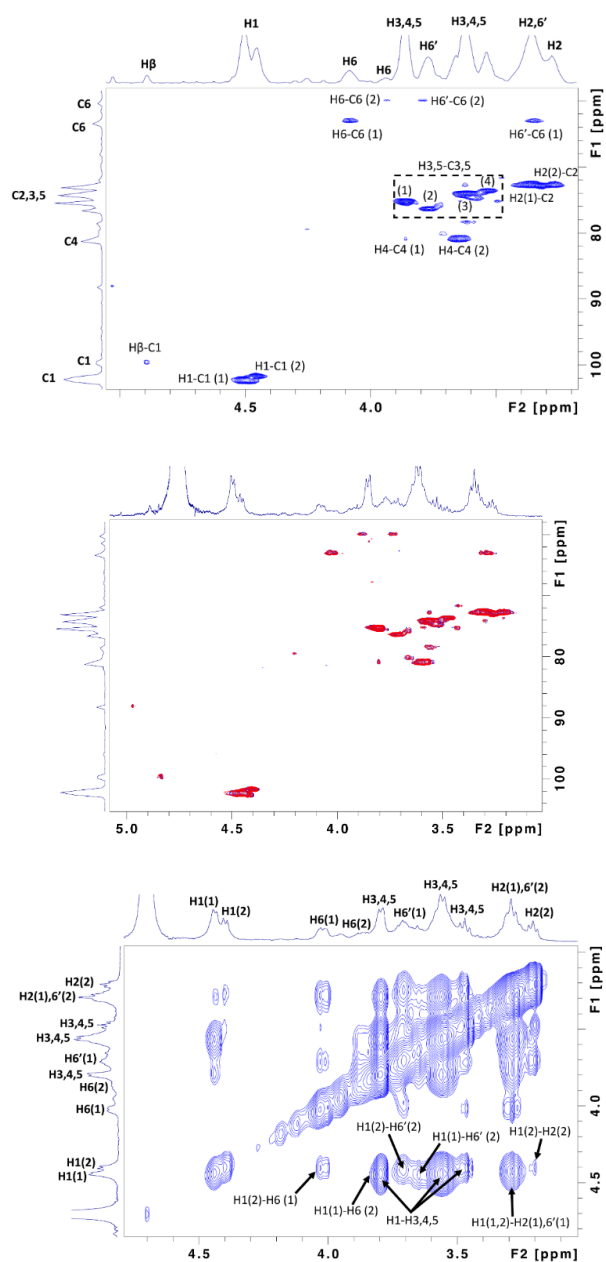 H1
H3,4,5
H3,4,5
H2,6'
Hβ
H6
H6
H6'
H2
C6
C6
C2,3,5
C4
C1
C1
H6-C6 (2)
H6'-C6 (2)
H6-C6 (1)
H6'-C6 (1)
H3,5-C3,5
(1)
(2)
(3)
(4)
H2(2)-C2
H2(1)-C2
H4-C4 (1)
H4-C4 (2)
Hβ-C1
H1-C1 (1)
H1-C1 (2)
F1 [ppm]
80
90
100
4.5
4.0
F2 [ppm]
F1 [ppm]
80
90
100
5.0
4.5
4.0
3.5
F2 [ppm]
H1(1)
H1(2)
H6(1)
H6(2)
H3,4,5
H6'(1)
H3,4,5
H3,4,5
H2(1),6'(2)
H2(2)
H2(2)
H2(1),6'(2)
H3,4,5
H3,4,5
H6'(1)
H3,4,5
H6(2)
H6(1)
H1(2)
H1(1)
H1(2)-H6'(2)
H1(1)-H6' (2)
H1(2)-H2(2)
H1(2)-H6 (1)
H1(1)-H6 (2)
H1-H3,4,5
H1(1,2)-H2(1),6'(1)
F1 [ppm]
4.0
4.5
4.5
4.0
3.5
F2 [ppm]